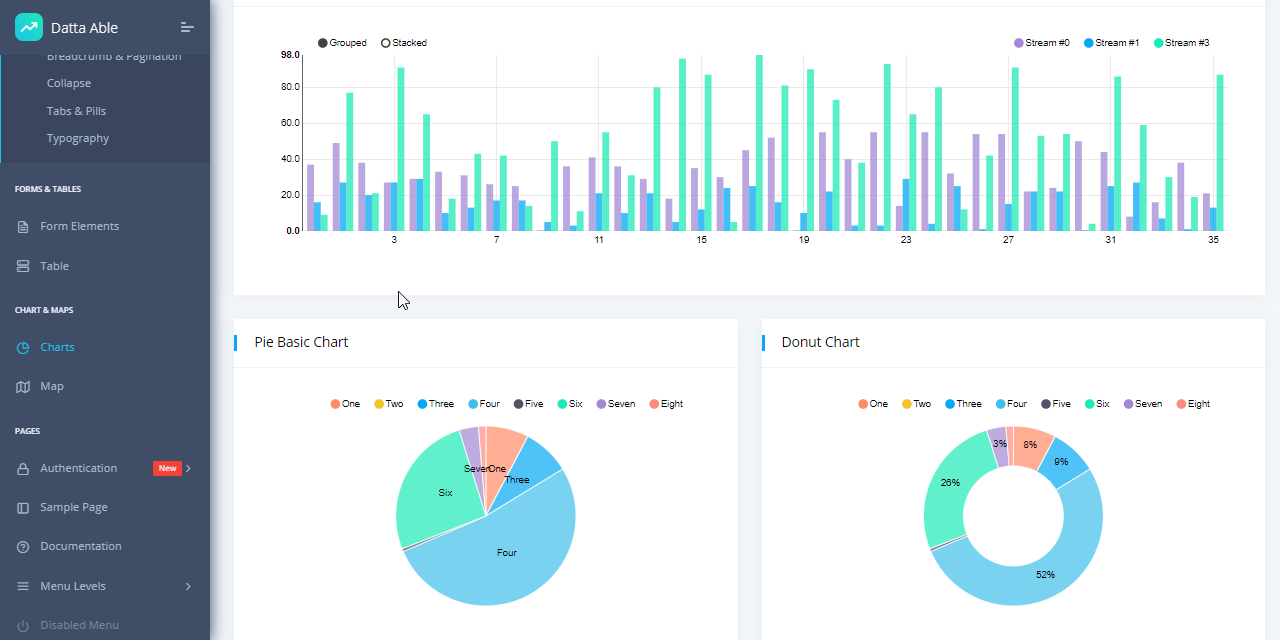 Datta Able
Breadcrumb & Pagination
Collapse
Tabs & Pills
Typography
FORMS & TABLES
Form Elements
Table
CHART & MAPS
Charts
Map
PAGES
Authentication New
Sample Page
Documentation
Menu Levels
Disabled Menu
Grouped Stacked Stream #0 Stream #1 Stream #3
98.0
80.0
60.0
40.0
20.0
0.0
3 7 11 15 19 23 27 31 35
Pie Basic Chart
One Two Three Four Five Six Seven Eight
Seven One
Three
Six
Four
Donut Chart
One Two Three Four Five Six Seven Eight
3% 8%
9%
26%
52%